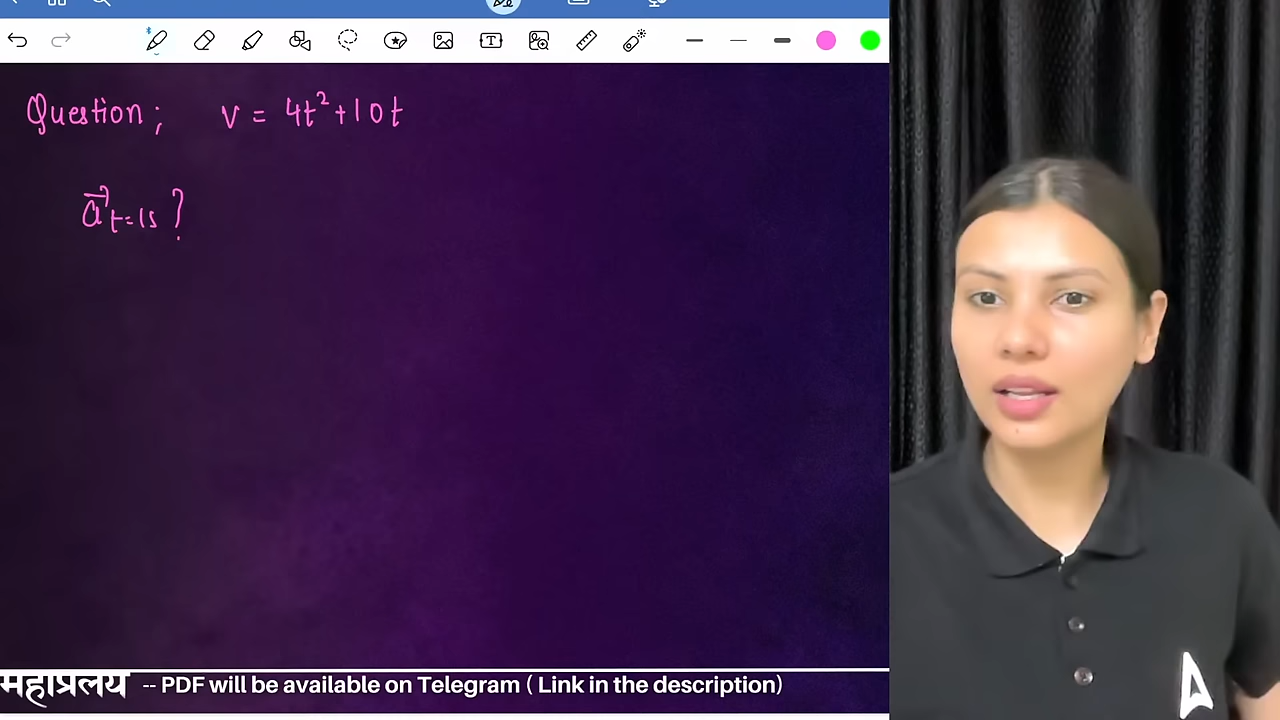 Question; v = 4t²+10t
a⃗ t=1s ?
महाप्रलय -- PDF will be available on Telegram ( Link in the description)